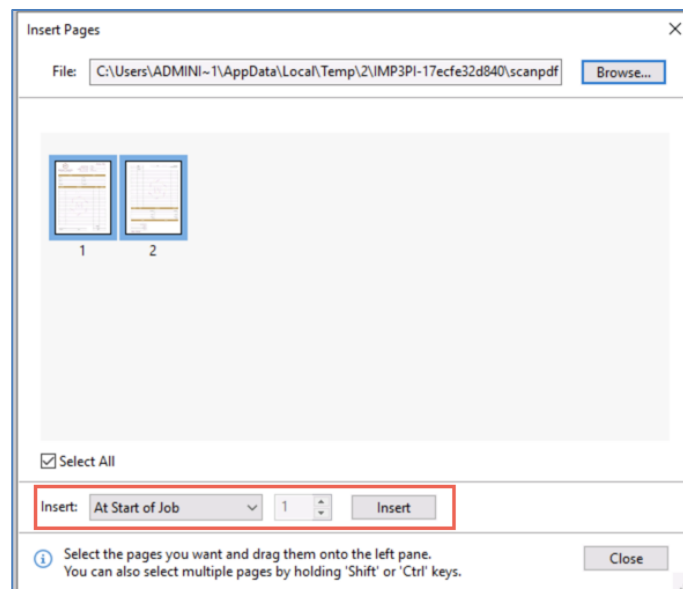 Insert Pages
File: C:\Users\ADMINI~1\AppData\Local\Temp\2\IMP3PI-17ecfe32d840\scanpdf Browse...
1 2
Select All
Insert: At Start of Job 1 Insert
Select the pages you want and drag them onto the left pane.
You can also select multiple pages by holding 'Shift' or 'Ctrl' keys.
Close